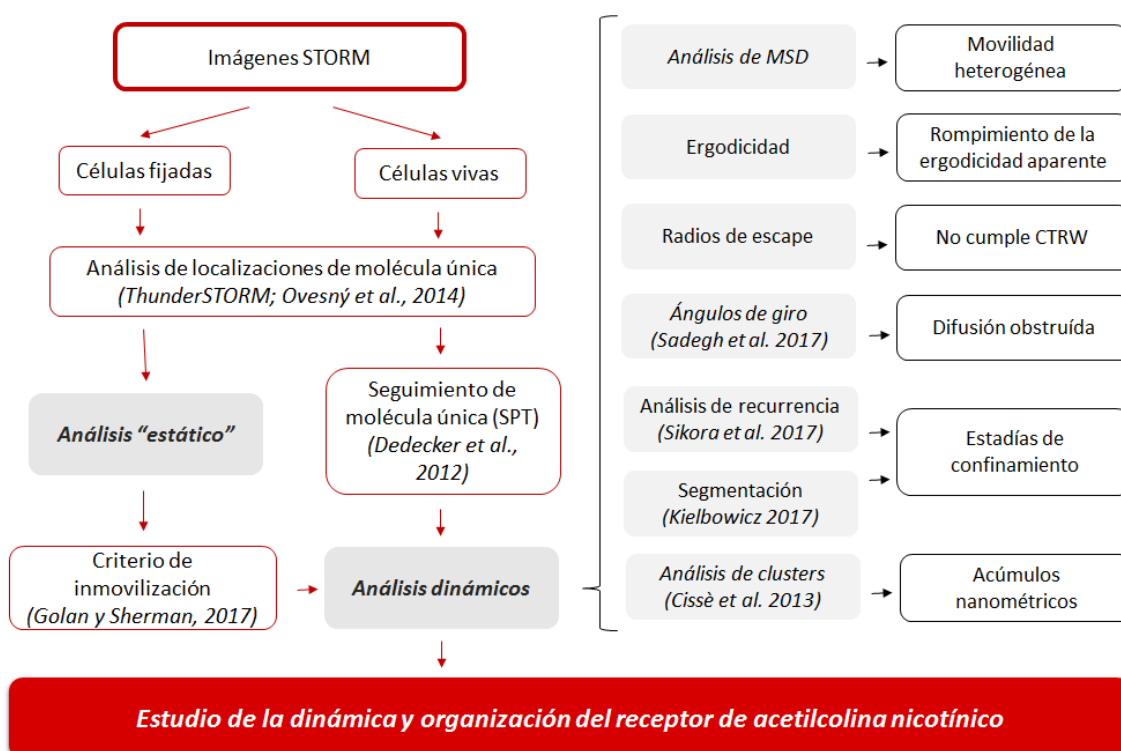 Imágenes STORM
Células fijadas
Células vivas
Análisis de localizaciones de molécula única
(ThunderSTORM; Ovesný et al., 2014)
Análisis “estático”
Seguimiento de
molécula única (SPT)
(Dedecker et al.,
2012)
Criterio de
inmovilización
(Golan y Sherman, 2017)
Análisis dinámicos
Análisis de MSD
Movilidad
heterogénea
Ergodicidad
Rompimiento de la
ergodicidad aparente
Radios de escape
No cumple CTRW
Ángulos de giro
(Sadegh et al. 2017)
Difusión obstruída
Análisis de recurrencia
(Sikora et al. 2017)
Segmentación
(Kielbowicz 2017)
Estadías de
confinamiento
Análisis de clusters
(Cissè et al. 2013)
Acúmulos
nanométricos
Estudio de la dinámica y organización del receptor de acetilcolina nicotínico